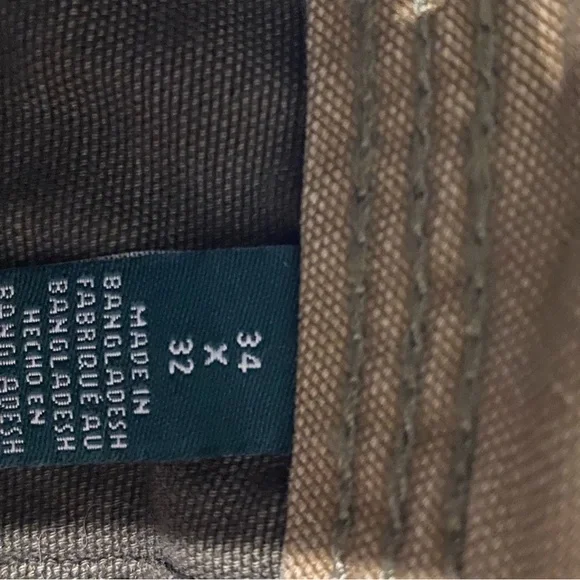 34
X
32
MADE IN
BANGLADESH
FABRIQUE AU
BANGLADESH
HECHO EN
BANGLADESH